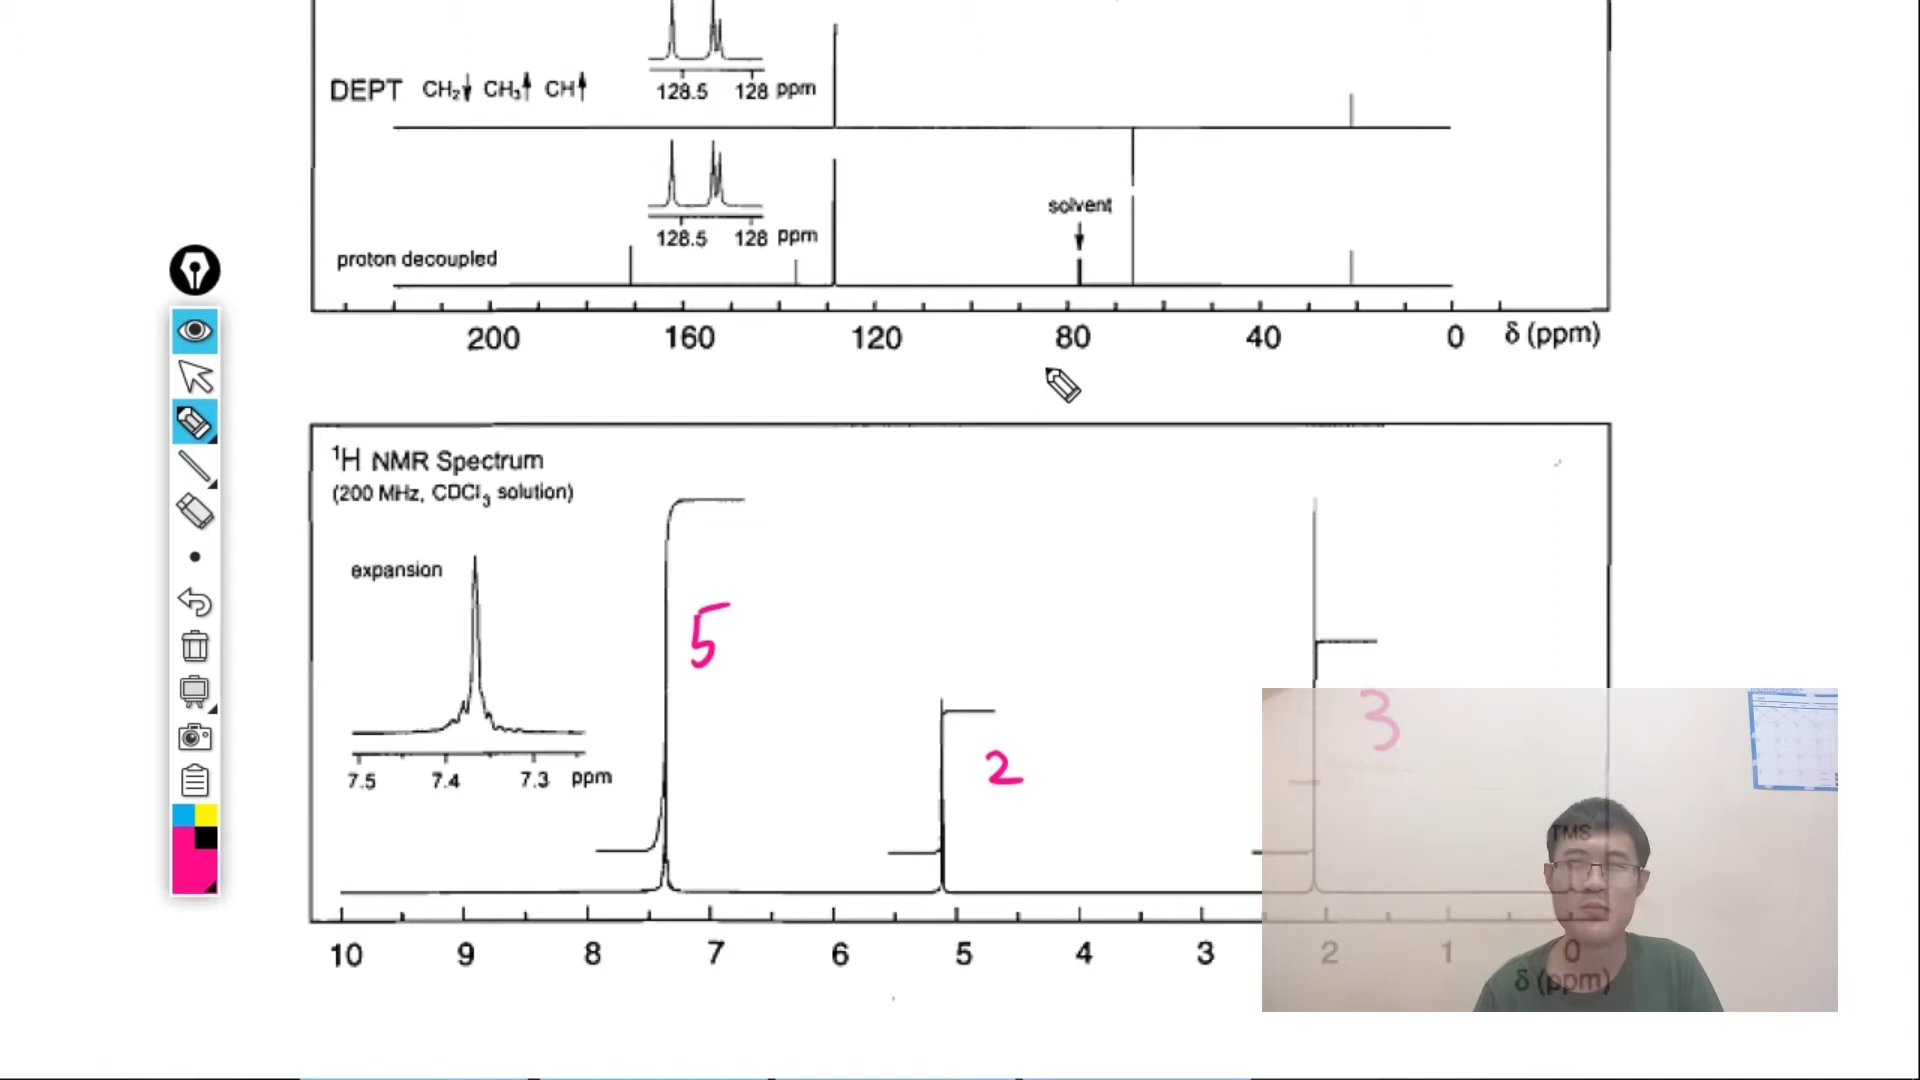 128.5 128 ppm
DEPT CH₂↓ CH₃↑ CH↑
128.5 128 ppm
solvent
proton decoupled
200 160 120 80 40 0 δ (ppm)
¹H NMR Spectrum
(200 MHz, CDCl₃ solution)
expansion
5
3
2
7.5 7.4 7.3 ppm
TMS
10 9 8 7 6 5 4 3 2 1 0
δ (ppm)